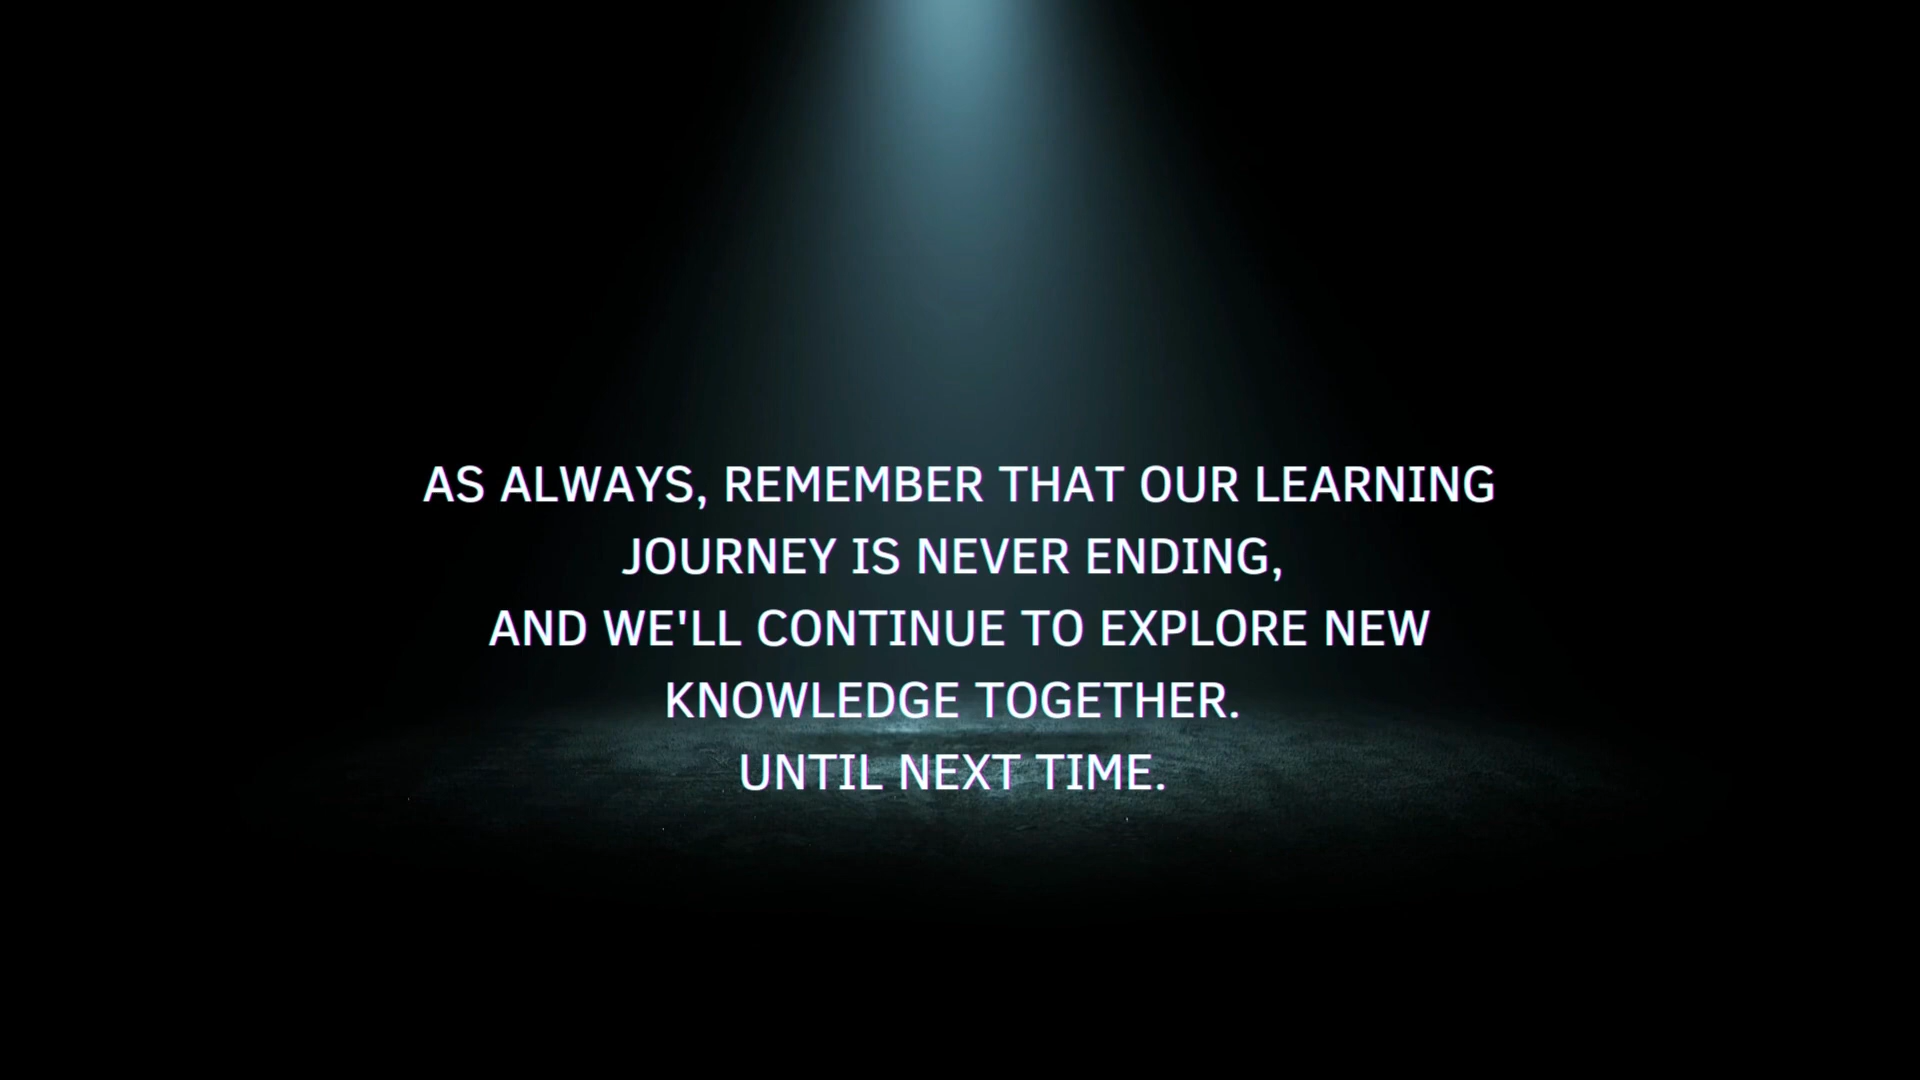 AS ALWAYS, REMEMBER THAT OUR LEARNING
JOURNEY IS NEVER ENDING,
AND WE'LL CONTINUE TO EXPLORE NEW
KNOWLEDGE TOGETHER.
UNTIL NEXT TIME.